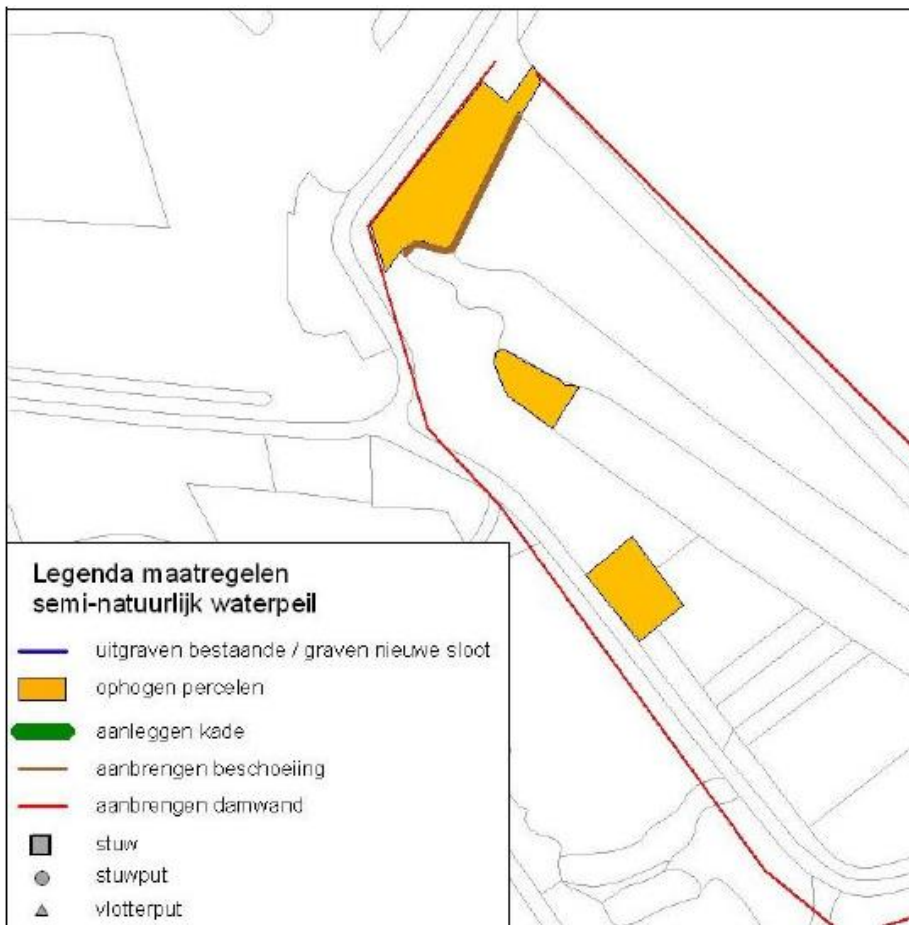 Legenda maatregelen
semi-natuurlijk waterpeil
uitgraven bestaande / graven nieuwe sloot
ophogen percelen
aanleggen kade
aanbrengen beschoeiing
aanbrengen damwand
stuw
stuwput
vlotterput